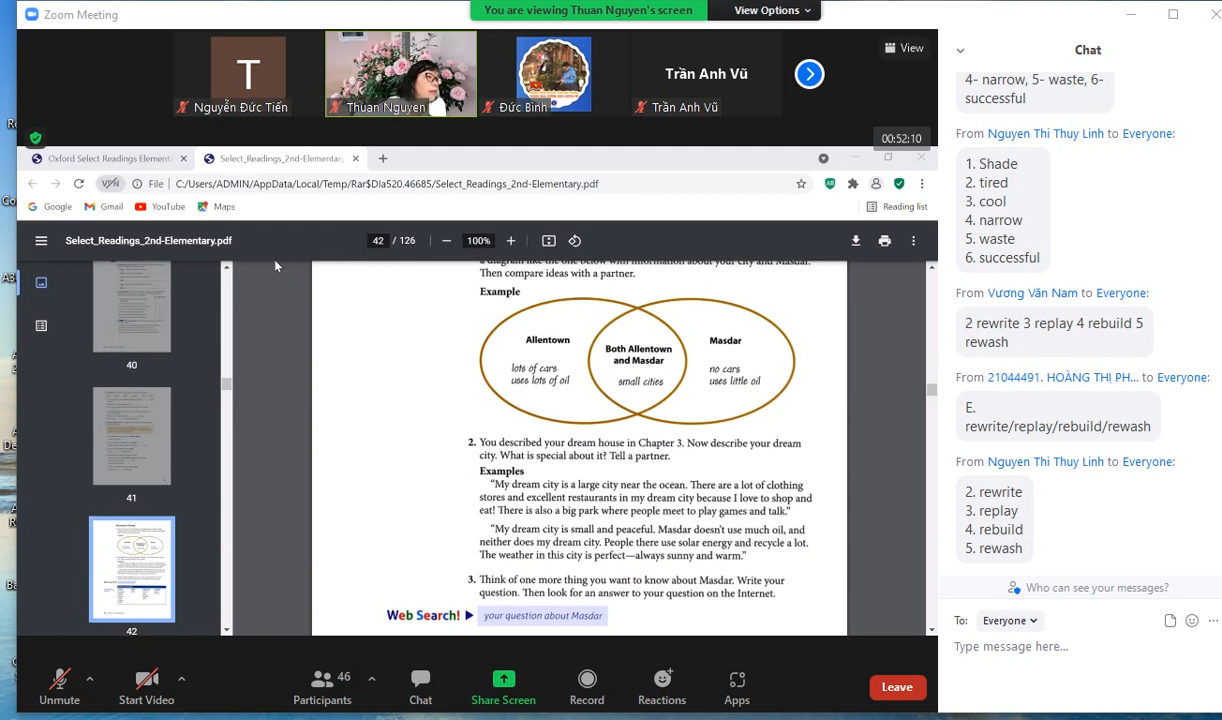 Zoom Meeting
You are viewing Thuan Nguyen's screen
View Options
T
Nguyễn Đức Tiến
Thuan Nguyen
Đức Bình
Trần Anh Vũ
Trần Anh Vũ
View
00:52:10
Oxford Select Readings Element
Select_Readings_2nd-Elementary
VPN
File
C:/Users/ADMIN/AppData/Local/Temp/Rar$DIa520.46685/Select_Readings_2nd-Elementary.pdf
Google
Gmail
YouTube
Maps
Reading list
Select_Readings_2nd-Elementary.pdf
42 / 126
100%
40
41
42
a diagram like the one below with information about your city and Masdar.
Then compare ideas with a partner.
Example
Allentown
lots of cars
uses lots of oil
Both Allentown
and Masdar
small cities
Masdar
no cars
uses little oil
2. You described your dream house in Chapter 3. Now describe your dream
city. What is special about it? Tell a partner.
Examples
"My dream city is a large city near the ocean. There are a lot of clothing
stores and excellent restaurants in my dream city because I love to shop and
eat! There is also a big park where people meet to play games and talk."
"My dream city is small and peaceful. Masdar doesn't use much oil, and
neither does my dream city. People there use solar energy and recycle a lot.
The weather in this city is perfect—always sunny and warm."
3. Think of one more thing you want to know about Masdar. Write your
question. Then look for an answer to your question on the Internet.
Web Search!
your question about Masdar
Unmute
Start Video
Participants
46
Chat
Share Screen
Record
Reactions
Apps
Leave
Chat
4- narrow, 5- waste, 6-
successful
From Nguyen Thi Thuy Linh to Everyone:
1. Shade
2. tired
3. cool
4. narrow
5. waste
6. successful
From Vương Văn Nam to Everyone:
2 rewrite 3 replay 4 rebuild 5
rewash
From 21044491. HOÀNG THỊ PH... to Everyone:
E.
rewrite/replay/rebuild/rewash
From Nguyen Thi Thuy Linh to Everyone:
2. rewrite
3. replay
4. rebuild
5. rewash
Who can see your messages?
To:
Everyone
Type message here...